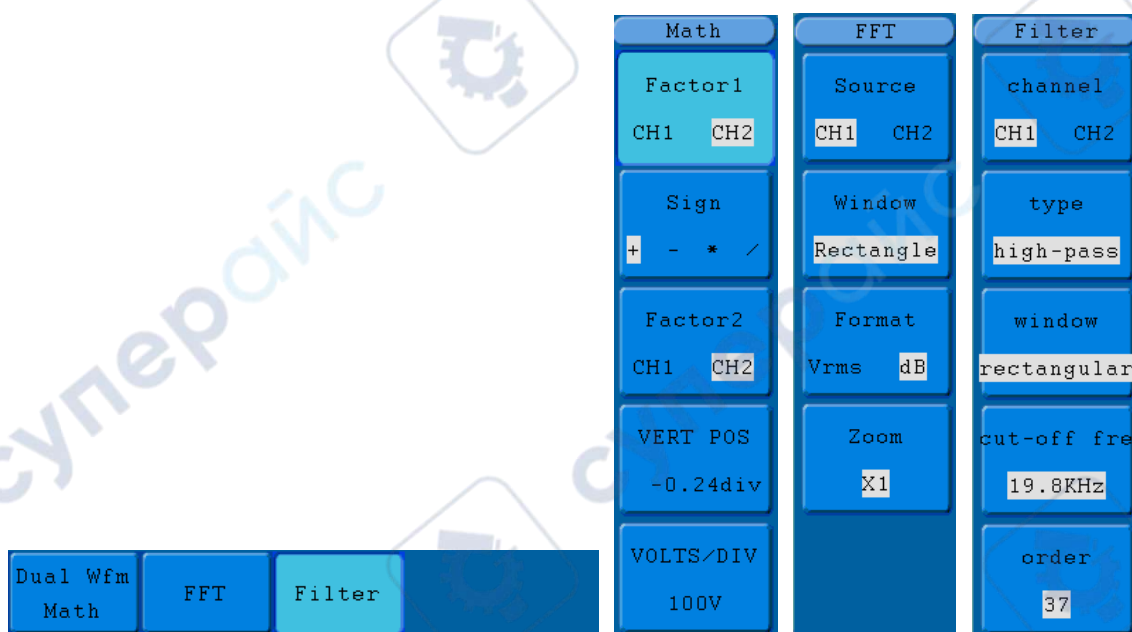 Dual Wfm
Math
FFT
Filter
Math
Factor1
CH1 CH2
Sign
+ - * /
Factor2
CH1 CH2
VERT POS
-0.24div
VOLTS/DIV
100V
FFT
Source
CH1 CH2
Window
Rectangle
Format
Vrms dB
Zoom
X1
Filter
channel
CH1 CH2
type
high-pass
window
rectangular
cut-off fre
19.8KHz
order
37
суперайс
суперайс